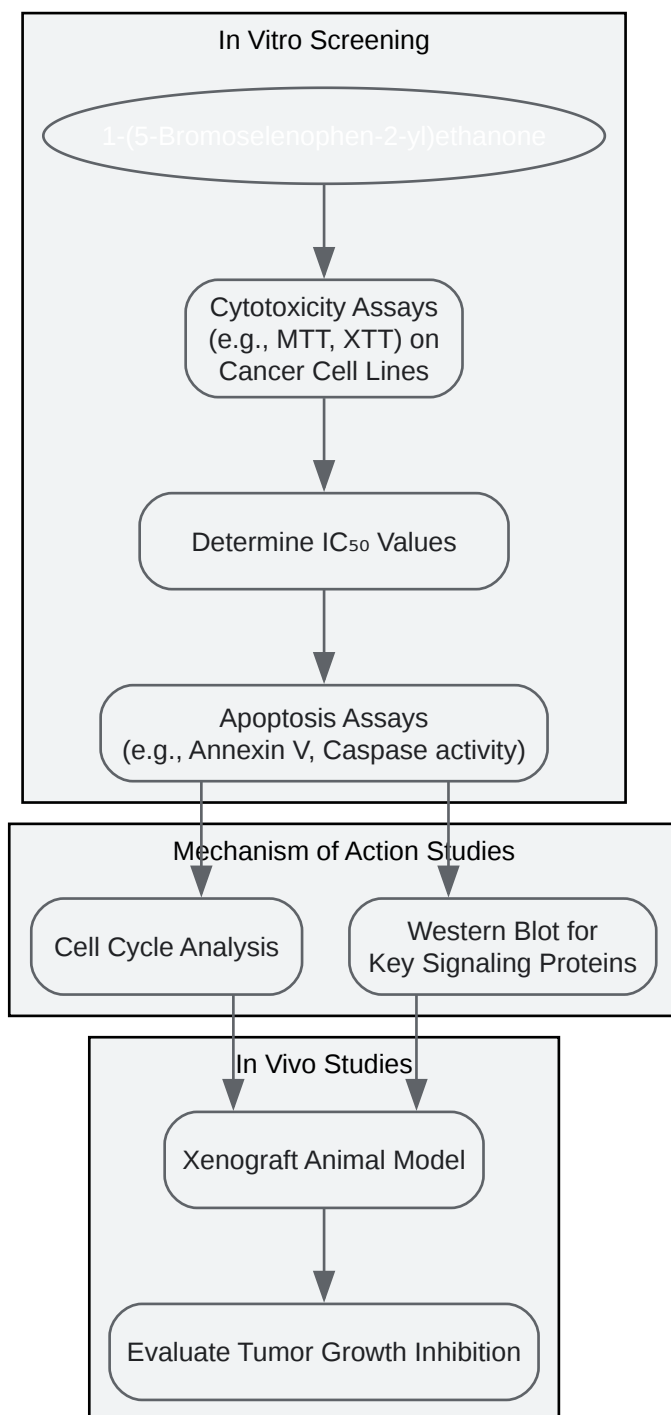 In Vitro Screening
1-(5-Bromoselenophen-2-yl)ethanone
Cytotoxicity Assays
(e.g., MTT, XTT) on
Cancer Cell Lines
Determine IC₅₀ Values
Apoptosis Assays
(e.g., Annexin V, Caspase activity)
Mechanism of Action Studies
Cell Cycle Analysis
Western Blot for
Key Signaling Proteins
In Vivo Studies
Xenograft Animal Model
Evaluate Tumor Growth Inhibition